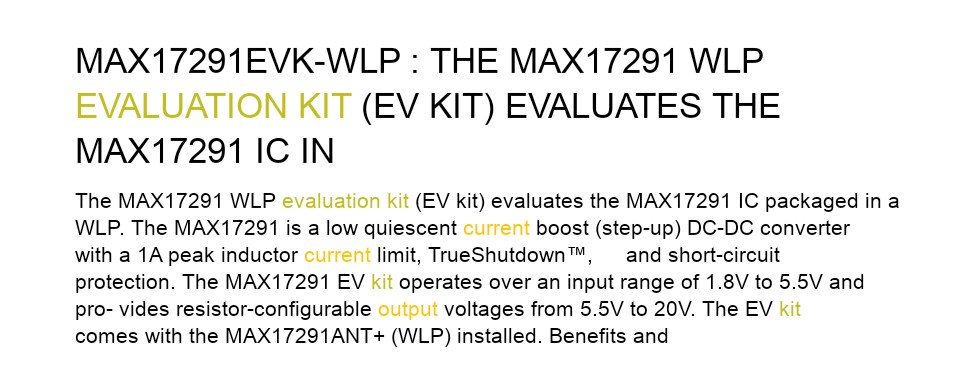 MAX17291EVK-WLP : THE MAX17291 WLP
EVALUATION KIT (EV KIT) EVALUATES THE
MAX17291 IC IN
The MAX17291 WLP evaluation kit (EV kit) evaluates the MAX17291 IC packaged in a
WLP. The MAX17291 is a low quiescent current boost (step-up) DC-DC converter
with a 1A peak inductor current limit, TrueShutdown™, and short-circuit
protection. The MAX17291 EV kit operates over an input range of 1.8V to 5.5V and
pro- vides resistor-configurable output voltages from 5.5V to 20V. The EV kit
comes with the MAX17291ANT+ (WLP) installed. Benefits and